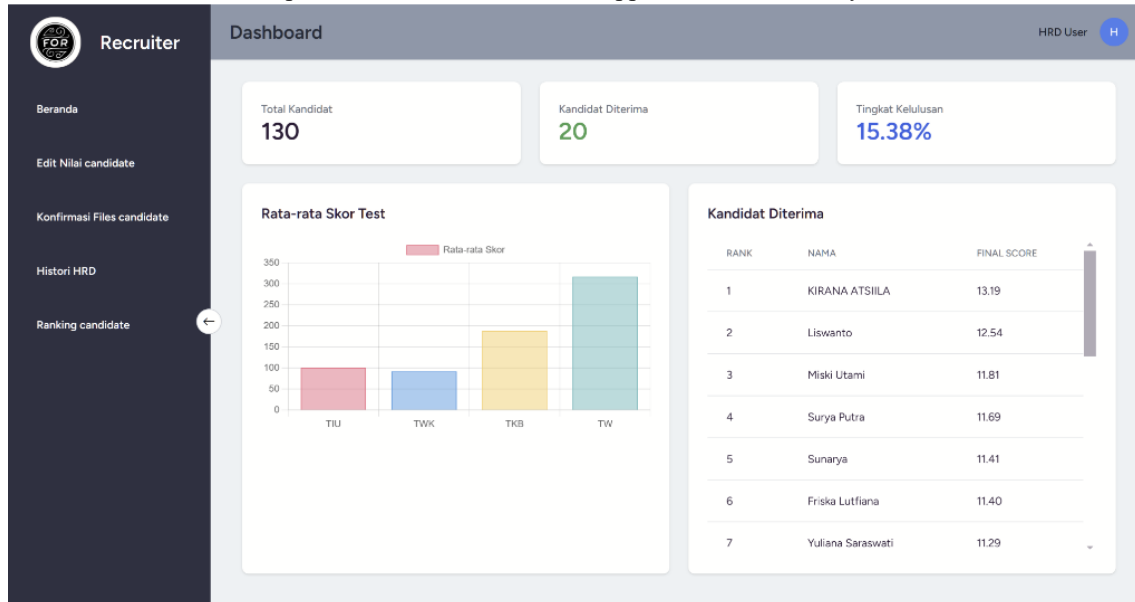 FOR
Recruiter
Dashboard
HRD User
H
Beranda
Edit Nilai candidate
Konfirmasi Files candidate
Histori HRD
Ranking candidate
Total Kandidat
130
Kandidat Diterima
20
Tingkat Kelulusan
15.38%
Rata-rata Skor Test
Rata-rata Skor
350
300
250
200
150
100
50
0
TIU TWK TKB TW
Kandidat Diterima
RANK NAMA FINAL SCORE
1 KIRANA ATSIILA 13.19
2 Liswanto 12.54
3 Miski Utami 11.81
4 Surya Putra 11.69
5 Sunarya 11.41
6 Friska Lutfiana 11.40
7 Yuliana Saraswati 11.29